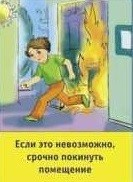 Если это невозможно,
срочно покинуть
помещение